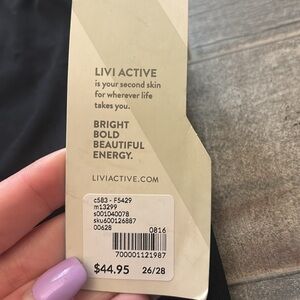 LIVI ACTIVE
is your second skin
for wherever life
takes you.
BRIGHT
BOLD
BEAUTIFUL
ENERGY.
LIVIACTIVE.COM
c583 - F5429
m13299
s001040078
sku600126887
00628 0816
700001121987
$44.95 26/28